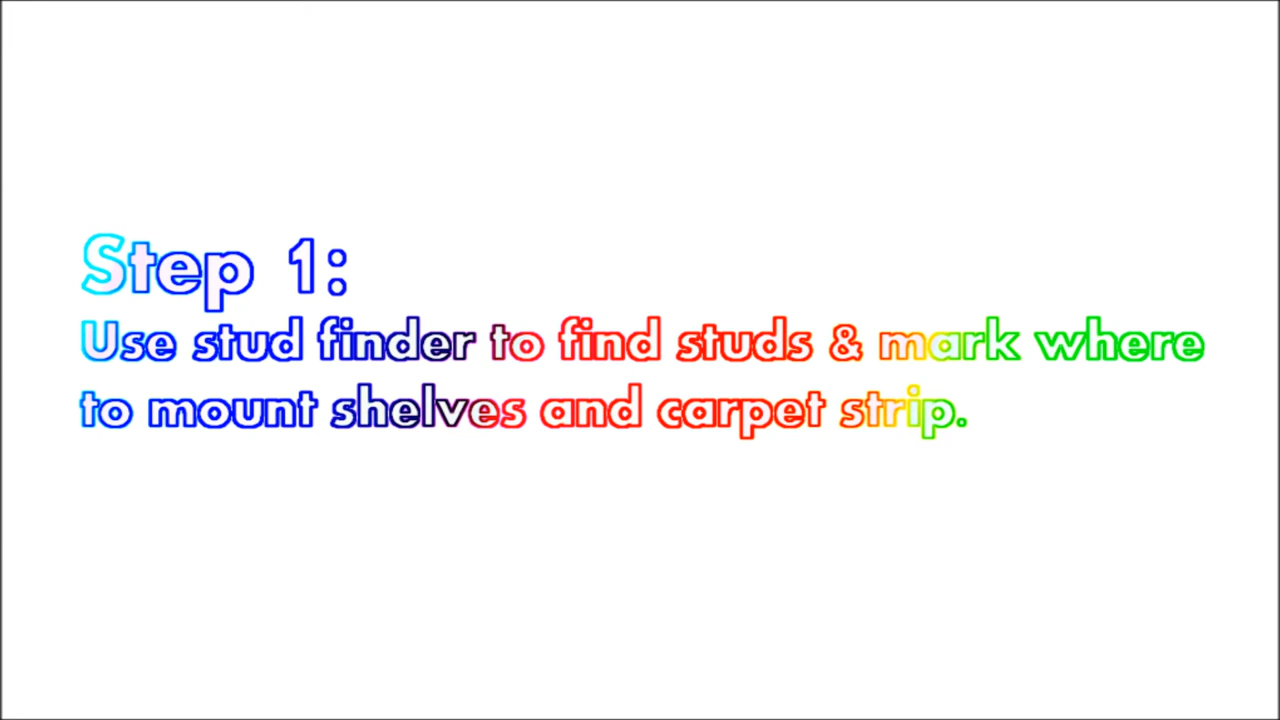 Step 1:
Use stud finder to find studs & mark where
to mount shelves and carpet strip.